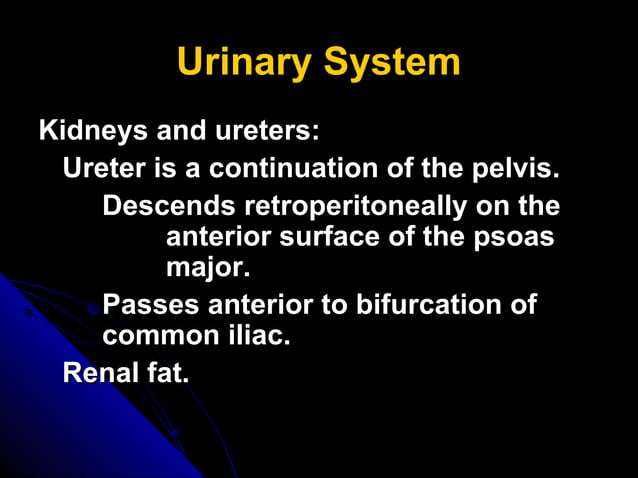 Urinary System
Kidneys and ureters:
Ureter is a continuation of the pelvis.
Descends retroperitoneally on the
anterior surface of the psoas
major.
Passes anterior to bifurcation of
common iliac.
Renal fat.